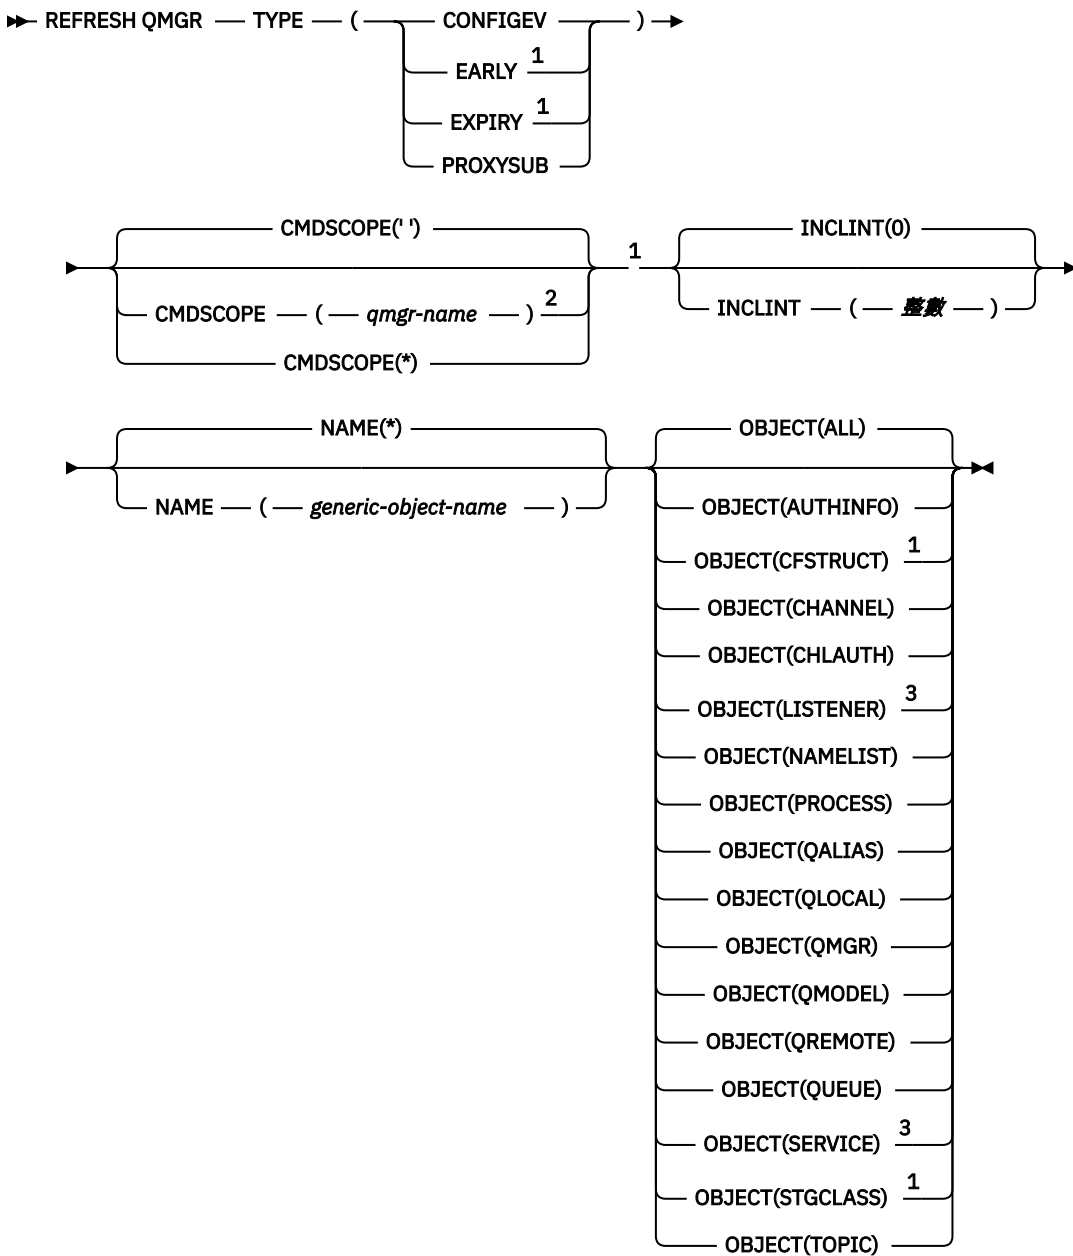 REFRESH QMGR TYPE ( CONFIGEV )
EARLY 1
EXPIRY 1
PROXYSUB
CMDSCOPE(' ') 1 INCLINT(0)
CMDSCOPE ( qmgr-name ) 2 INCLINT ( 整數 )
CMDSCOPE(*)
NAME(*) OBJECT(ALL)
NAME ( generic-object-name ) OBJECT(AUTHINFO)
OBJECT(CFSTRUCT) 1
OBJECT(CHANNEL)
OBJECT(CHLAUTH)
OBJECT(LISTENER) 3
OBJECT(NAMELIST)
OBJECT(PROCESS)
OBJECT(QALIAS)
OBJECT(QLOCAL)
OBJECT(QMGR)
OBJECT(QMODEL)
OBJECT(QREMOTE)
OBJECT(QUEUE)
OBJECT(SERVICE) 3
OBJECT(STGCLASS) 1
OBJECT(TOPIC)